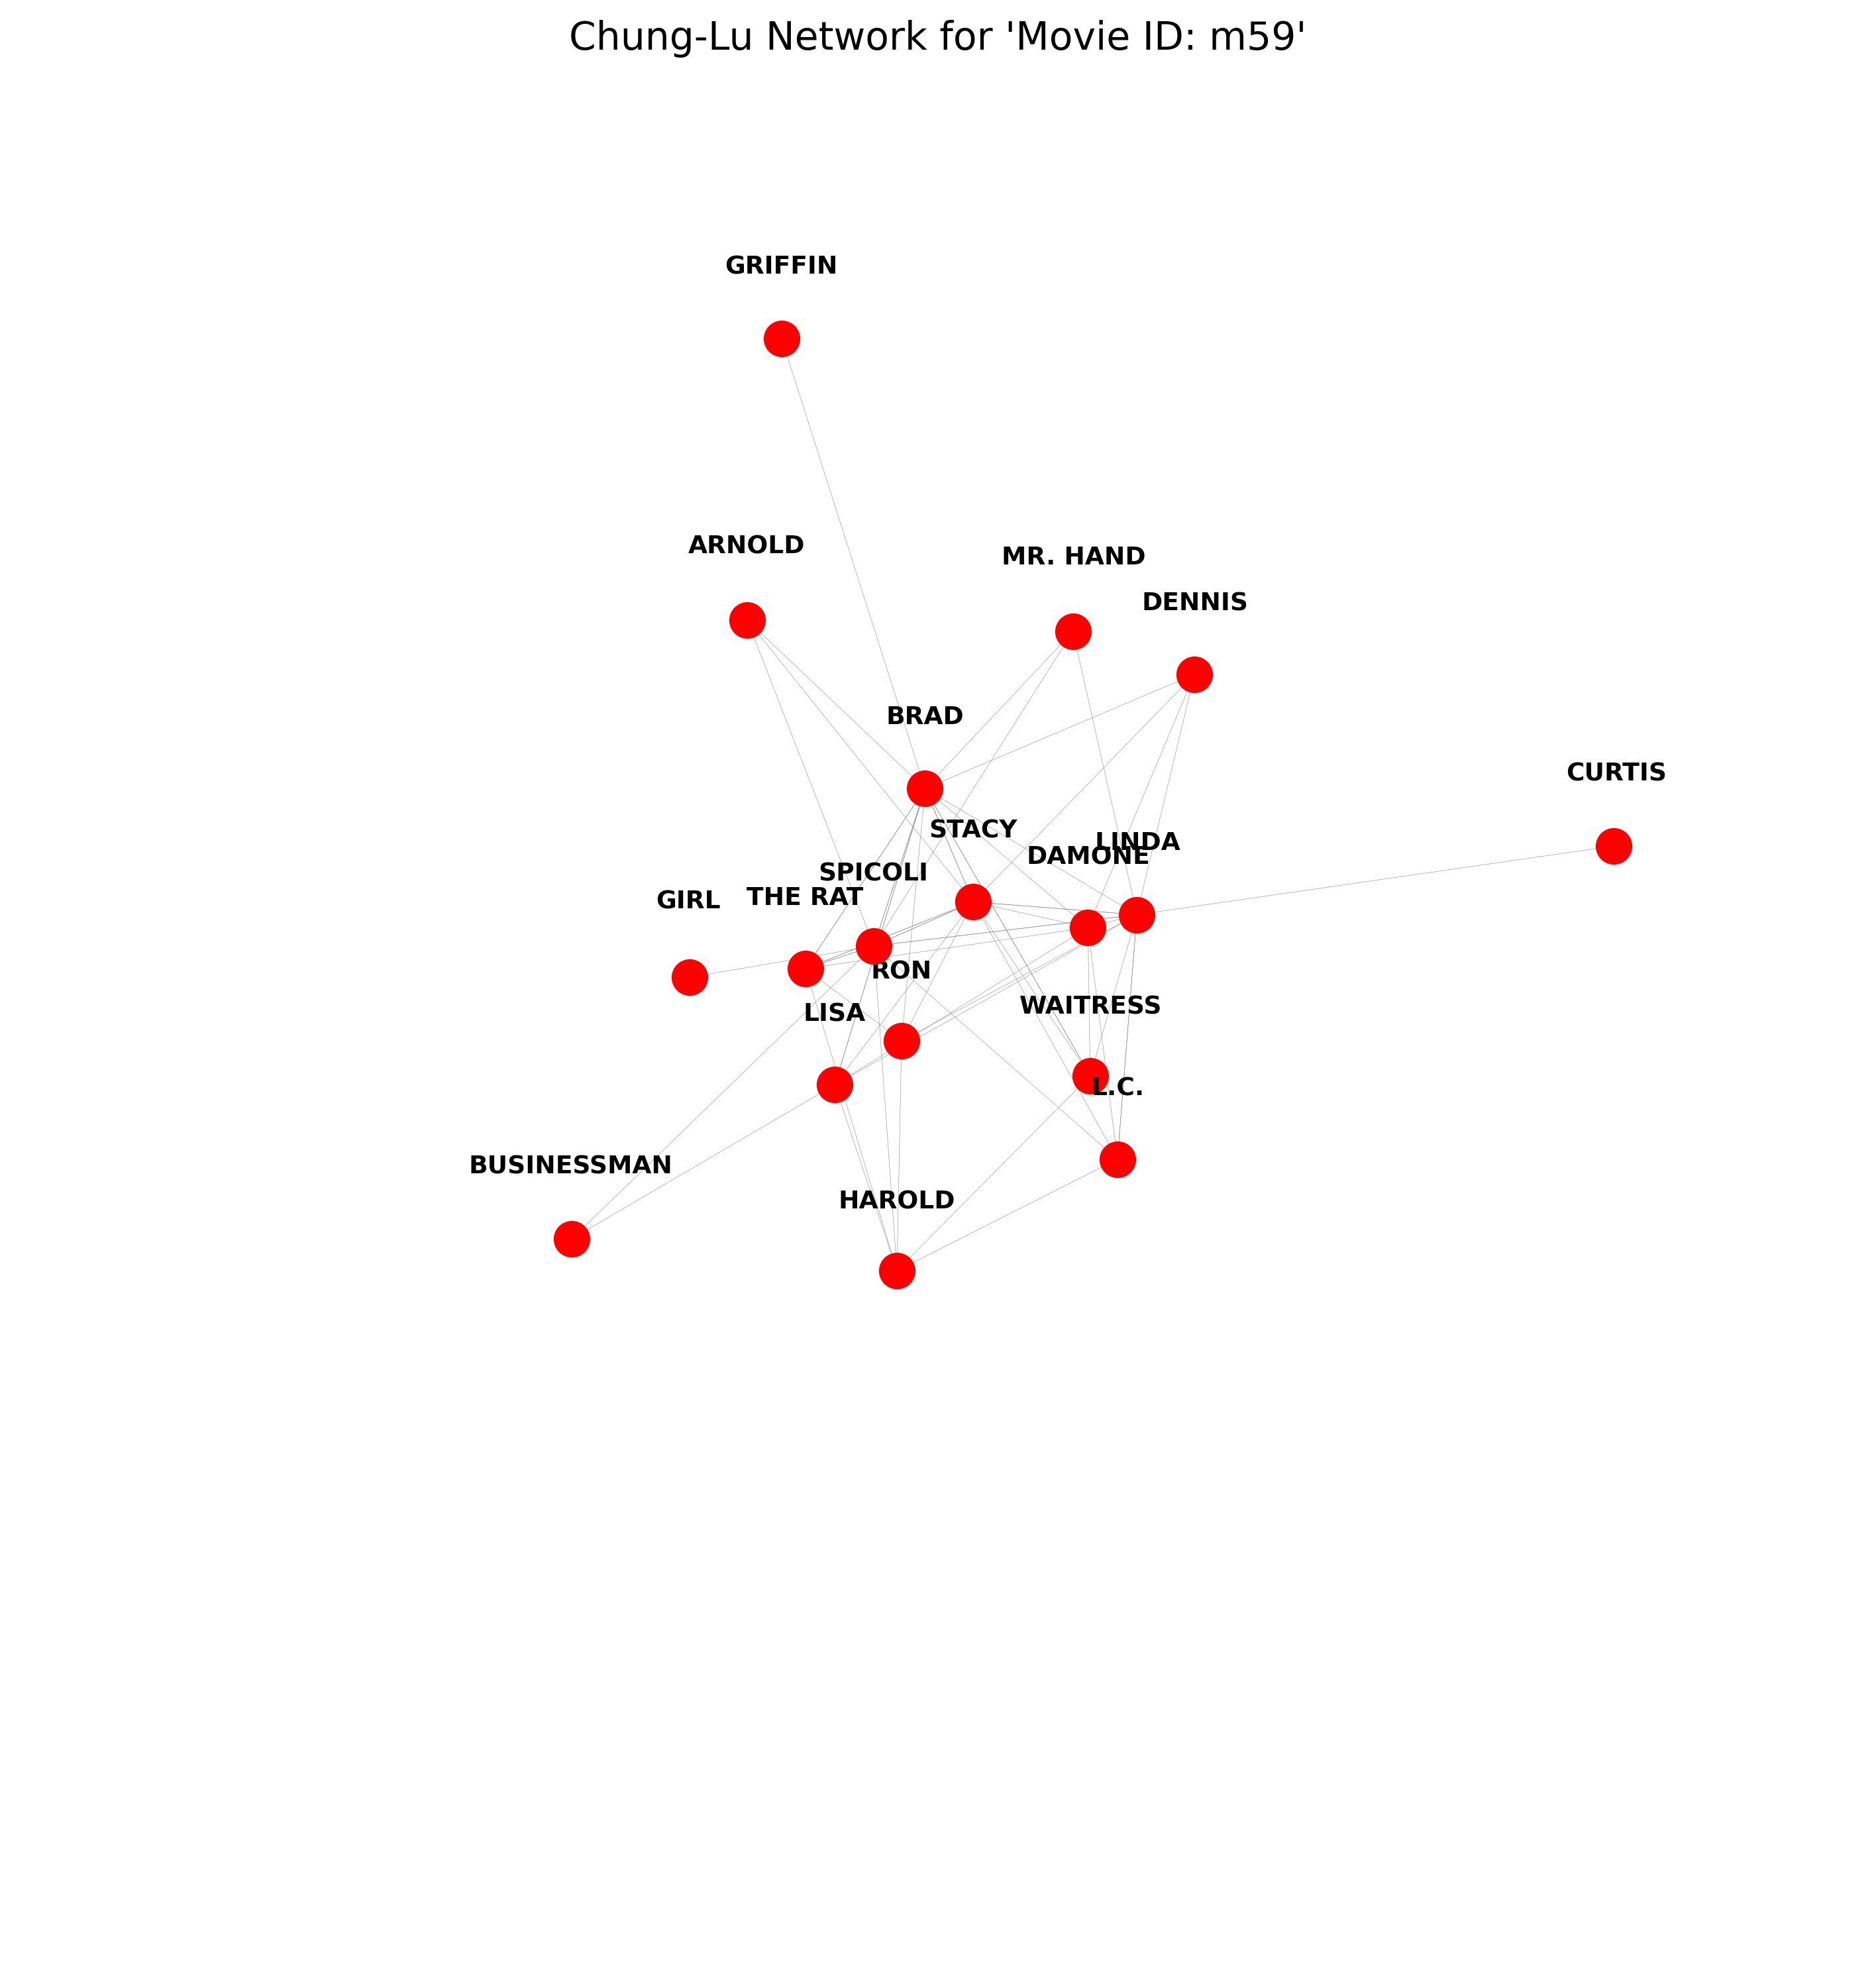 Chung-Lu Network for 'Movie ID: m59'
GRIFFIN
ARNOLD
MR. HAND
DENNIS
BRAD
CURTIS
STACY
LINDA
DAMONE
SPICOLI
THE RAT
GIRL
RON
WAITRESS
LISA
L.C.
BUSINESSMAN
HAROLD